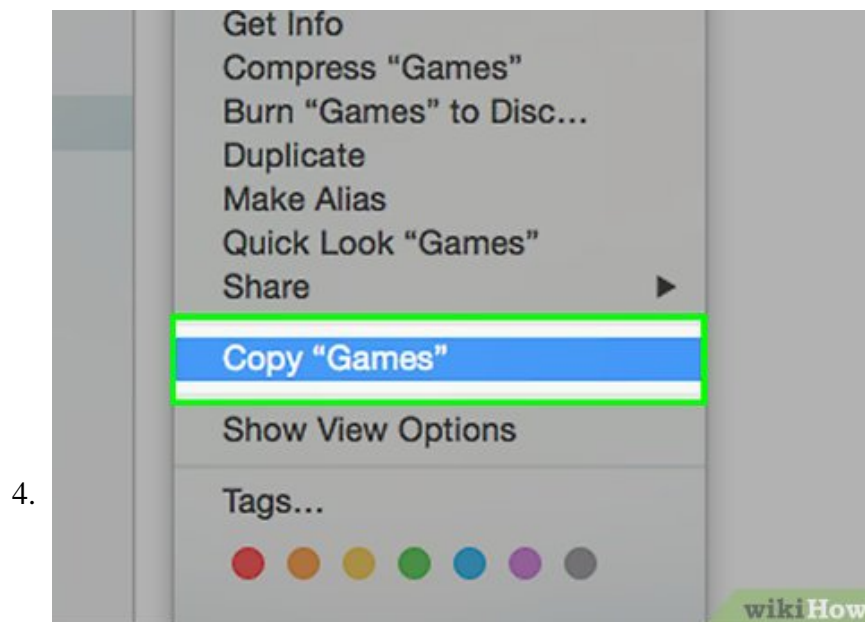 Get Info
Compress “Games”
Burn “Games” to Disc...
Duplicate
Make Alias
Quick Look “Games”
Share
Copy “Games”
Show View Options
4.
Tags...
wikiHow